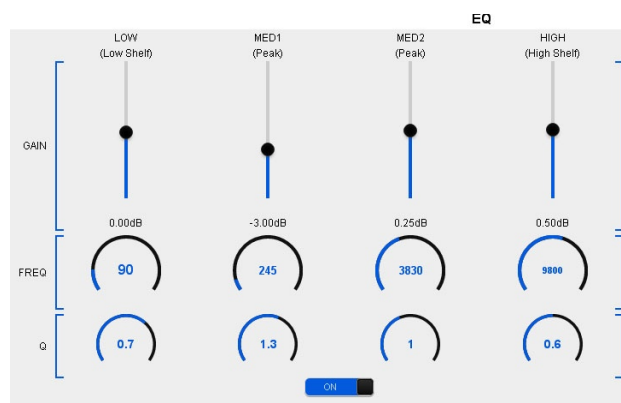 EQ
LOW MED1 MED2 HIGH
(Low Shelf) (Peak) (Peak) (High Shelf)
GAIN
0.00dB -3.00dB 0.25dB 0.50dB
FREQ 90 245 3830 9800
Q 0.7 1.3 1 0.6
ON